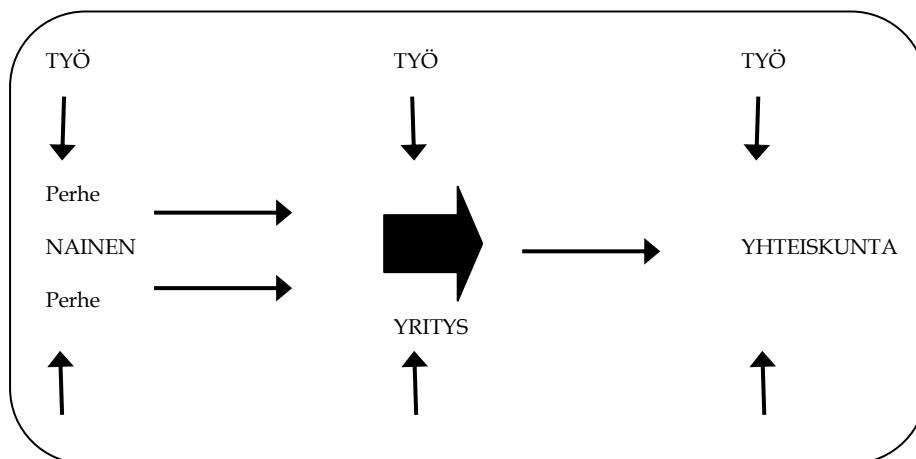 TYÖ TYÖ TYÖ
Perhe
NAINEN YHTEISKUNTA
Perhe
YRITYS